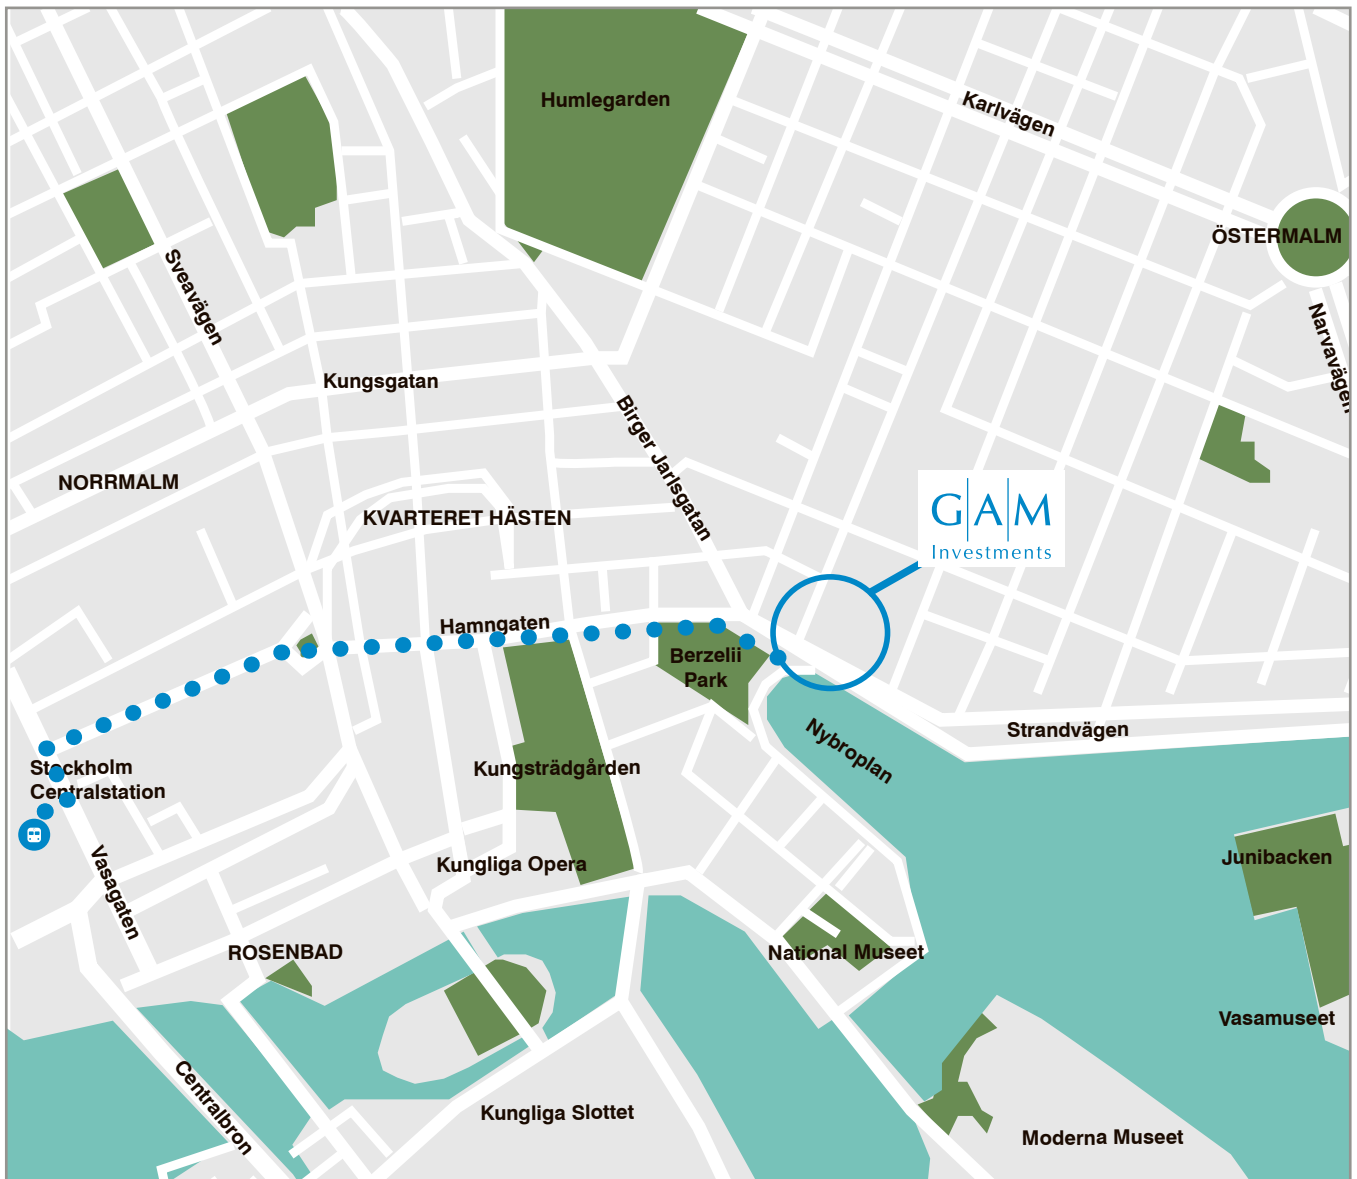 Humlegarden
Karlvägen
ÖSTERMALM
Narvavägen
Sveavägen
Kungsgatan
Birger Jarlsgatan
NORRMALM
KVARTERET HÄSTEN
G|A|M
Investments
Hamngaten
Berzelii
Park
Strandvägen
Nybroplan
Stockholm
Centralstation
Kungsträdgården
Vasagaten
Kungliga Opera
Junibacken
ROSENBAD
National Museet
Vasamuseet
Centralbron
Kungliga Slottet
Moderna Museet